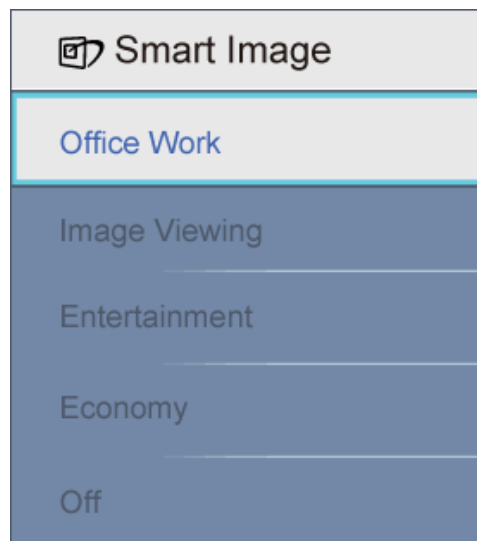 Smart Image
Office Work
Image Viewing
Entertainment
Economy
Off